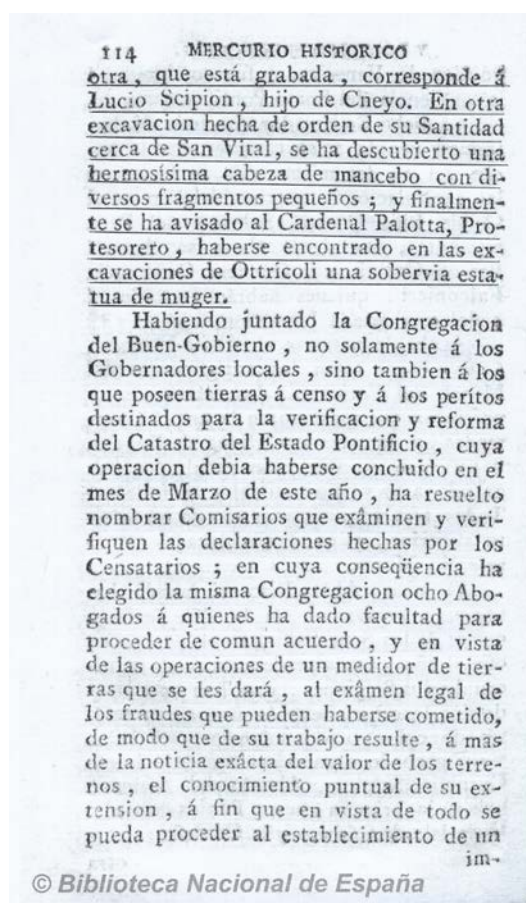 114 MERCURIO HISTORICO
otra, que está grabada, corresponde á
Lucio Scipion, hijo de Cneyo. En otra
excavacion hecha de orden de su Santidad
cerca de San Vital, se ha descubierto una
hermosísima cabeza de mancebo con di-
versos fragmentos pequeños; y finalmen-
te se ha avisado al Cardenal Palotta, Pro-
tesorero, haberse encontrado en las ex-
cavaciones de Ottrícoli una sobervia esta-
tua de muger.
Habiendo juntado la Congregacion
del Buen-Gobierno, no solamente á los
Gobernadores locales, sino tambien á los
que poseen tierras á censo y á los perítos
destinados para la verificacion y reforma
del Catastro del Estado Pontificio, cuya
operacion debia haberse concluido en el
mes de Marzo de este año, ha resuelto
nombrar Comisarios que exâminen y veri-
fiquen las declaraciones hechas por los
Censatarios; en cuya conseqüencia ha
elegido la misma Congregacion ocho Abo-
gados á quienes ha dado facultad para
proceder de comun acuerdo, y en vista
de las operaciones de un medidor de tier-
ras que se les dará, al exâmen legal de
los fraudes que pueden haberse cometido,
de modo que de su trabajo resulte, á mas
de la noticia exâcta del valor de los terre-
nos, el conocimiento puntual de su ex-
tension, á fin que en vista de todo se
pueda proceder al establecimiento de un
im-
© Biblioteca Nacional de España